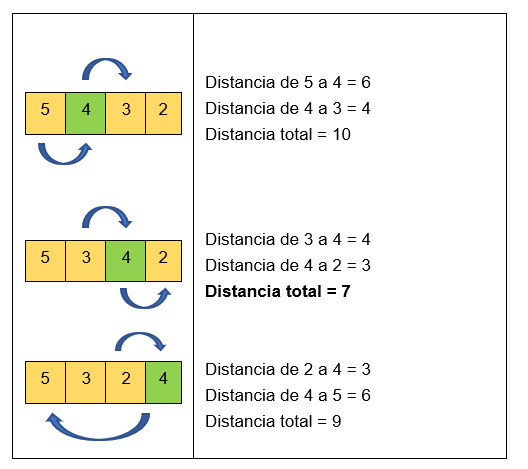 5 4 3 2
Distancia de 5 a 4 = 6
Distancia de 4 a 3 = 4
Distancia total = 10
5 3 4 2
Distancia de 3 a 4 = 4
Distancia de 4 a 2 = 3
Distancia total = 7
5 3 2 4
Distancia de 2 a 4 = 3
Distancia de 4 a 5 = 6
Distancia total = 9